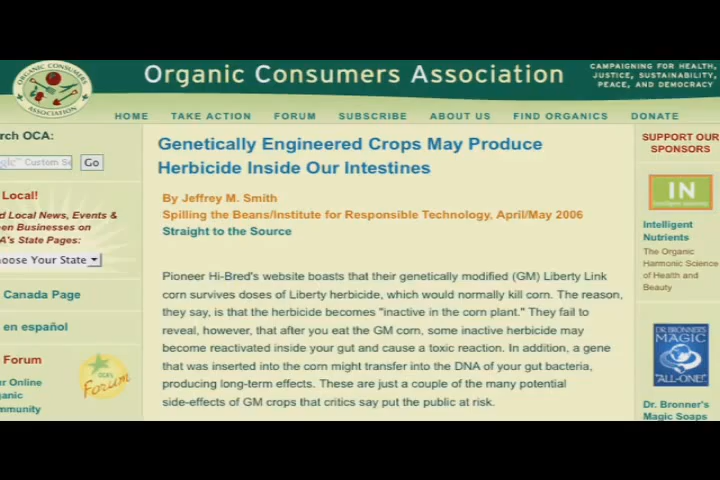 ORGANIC CONSUMERS
ASSOCIATION
Organic Consumers Association
CAMPAIGNING FOR HEALTH,
JUSTICE, SUSTAINABILITY,
PEACE, AND DEMOCRACY
HOME TAKE ACTION FORUM SUBSCRIBE ABOUT US FIND ORGANICS DONATE
rch OCA:
Custom Se
Go
Local!
d Local News, Events &
en Businesses on
A's State Pages:
hoose Your State
Canada Page
en español
Forum
ur Online
ganic
mmunity
Forum
Genetically Engineered Crops May Produce
Herbicide Inside Our Intestines
By Jeffrey M. Smith
Spilling the Beans/Institute for Responsible Technology, April/May 2006
Straight to the Source
Pioneer Hi-Bred's website boasts that their genetically modified (GM) Liberty Link
corn survives doses of Liberty herbicide, which would normally kill corn. The reason,
they say, is that the herbicide becomes "inactive in the corn plant." They fail to
reveal, however, that after you eat the GM corn, some inactive herbicide may
become reactivated inside your gut and cause a toxic reaction. In addition, a gene
that was inserted into the corn might transfer into the DNA of your gut bacteria,
producing long-term effects. These are just a couple of the many potential
side-effects of GM crops that critics say put the public at risk.
SUPPORT OUR
SPONSORS
IN
Intelligent
Nutrients
The Organic
Harmonic Science
of Health and
Beauty
DR. BRONNER'S
MAGIC
"ALL-ONE!"
Dr. Bronner's
Magic Soaps